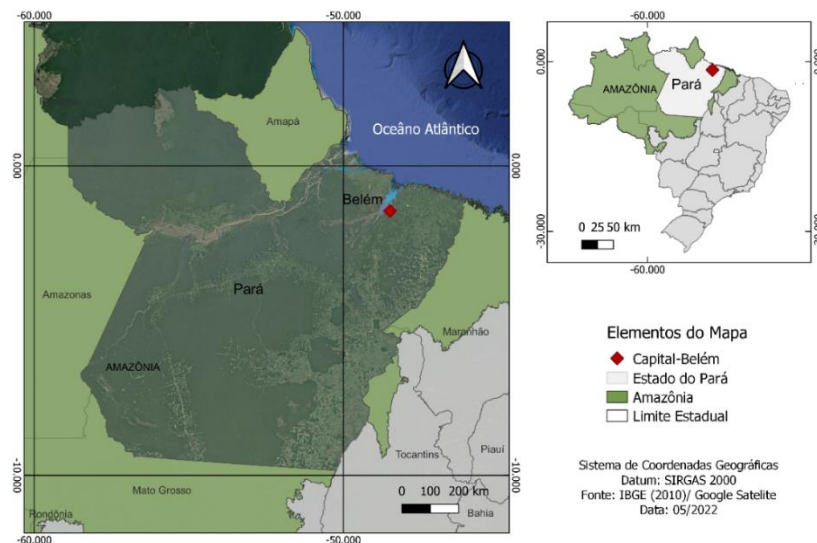 -60.000
-50.000
0.000
0.000
-10.000
-10.000
-60.000
-50.000
Amapá
Oceâno Atlântico
Belém
Amazonas
Pará
Maranhão
AMAZÔNIA
Tocantins
Piauí
Mato Grosso
0 100 200 km
Rondônia
Bahia
-60.000
0.000
0.000
AMAZÔNIA
Pará
-30.000
-30.000
0 25 50 km
-60.000
Elementos do Mapa
Capital-Belém
Estado do Pará
Amazônia
Limite Estadual
Sistema de Coordenadas Geográficas
Datum: SIRGAS 2000
Fonte: IBGE (2010)/ Google Satelite
Data: 05/2022